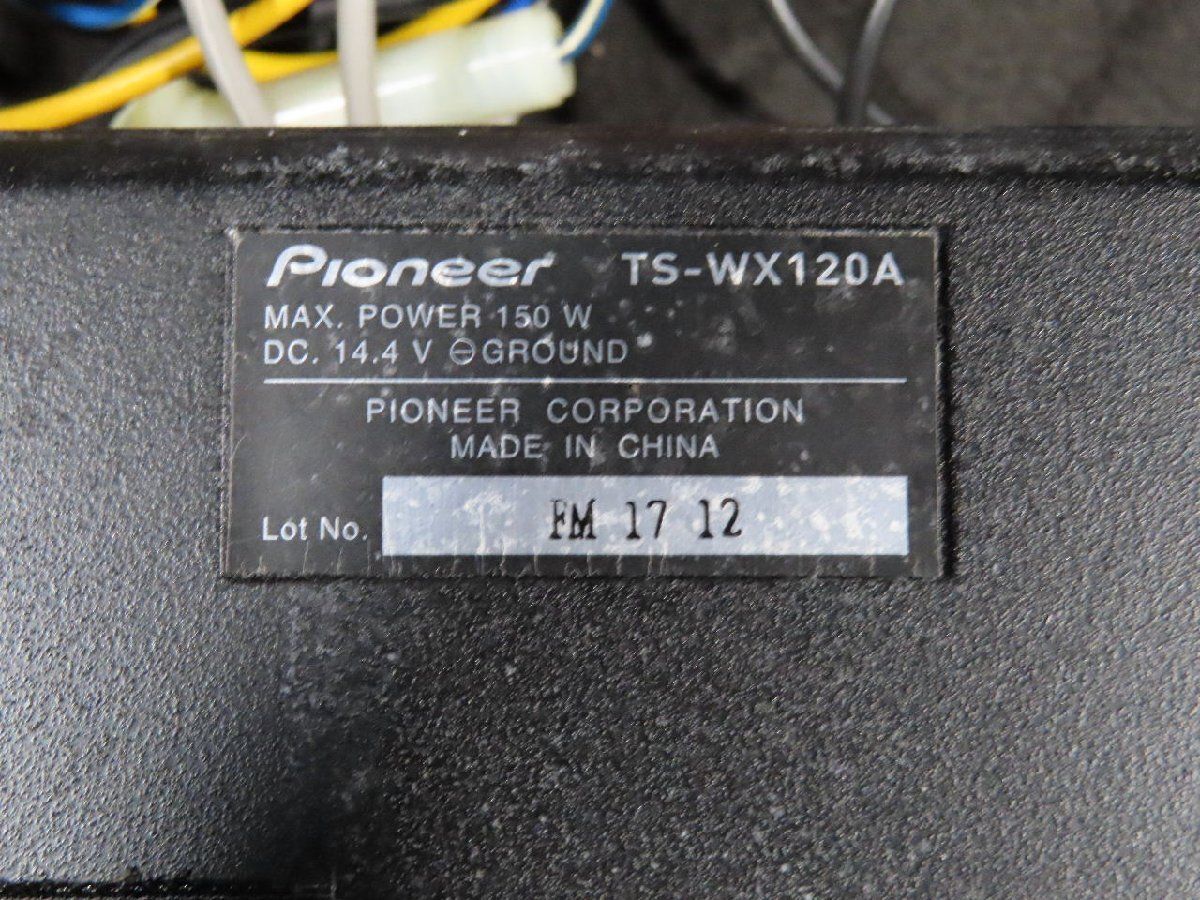 Pioneer TS-WX120A
MAX. POWER 150 W
DC. 14.4 V ⊖ GROUND
PIONEER CORPORATION
MADE IN CHINA
Lot No. FM 17 12